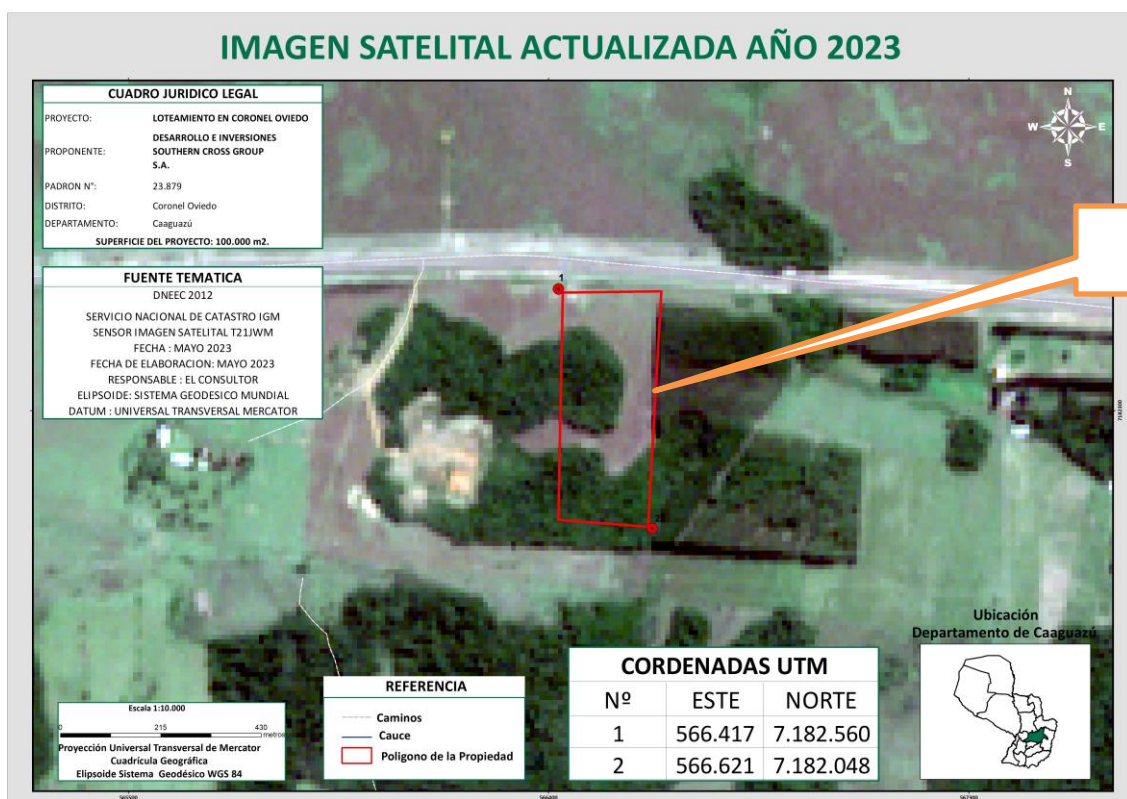 IMAGEN SATELITAL ACTUALIZADA AÑO 2023
CUADRO JURIDICO LEGAL
PROYECTO: LOTEAMIENTO EN CORONEL OVIEDO
PROPONENTE: DESARROLLO E INVERSIONES
SOUTHERN CROSS GROUP
S.A.
PADRON N°: 23.879
DISTRITO: Coronel Oviedo
DEPARTAMENTO: Caaguazú
SUPERFICIE DEL PROYECTO: 100.000 m2.
FUENTE TEMATICA
DNEEC 2012
SERVICIO NACIONAL DE CATASTRO IGM
SENSOR IMAGEN SATELITAL T21JWM
FECHA : MAYO 2023
FECHA DE ELABORACION: MAYO 2023
RESPONSABLE : EL CONSULTOR
ELIPSOIDE: SISTEMA GEODESICO MUNDIAL
DATUM : UNIVERSAL TRANSVERSAL MERCATOR
N
W E
S
1
Escala 1:10.000
0 215 430
metros
Proyección Universal Transversal de Mercator
Cuadrícula Geográfica
Elipsoide Sistema Geodésico WGS 84
REFERENCIA
Caminos
Cauce
Poligono de la Propiedad
CORDENADAS UTM
Nº ESTE NORTE
1 566.417 7.182.560
2 566.621 7.182.048
Ubicación
Departamento de Caaguazú